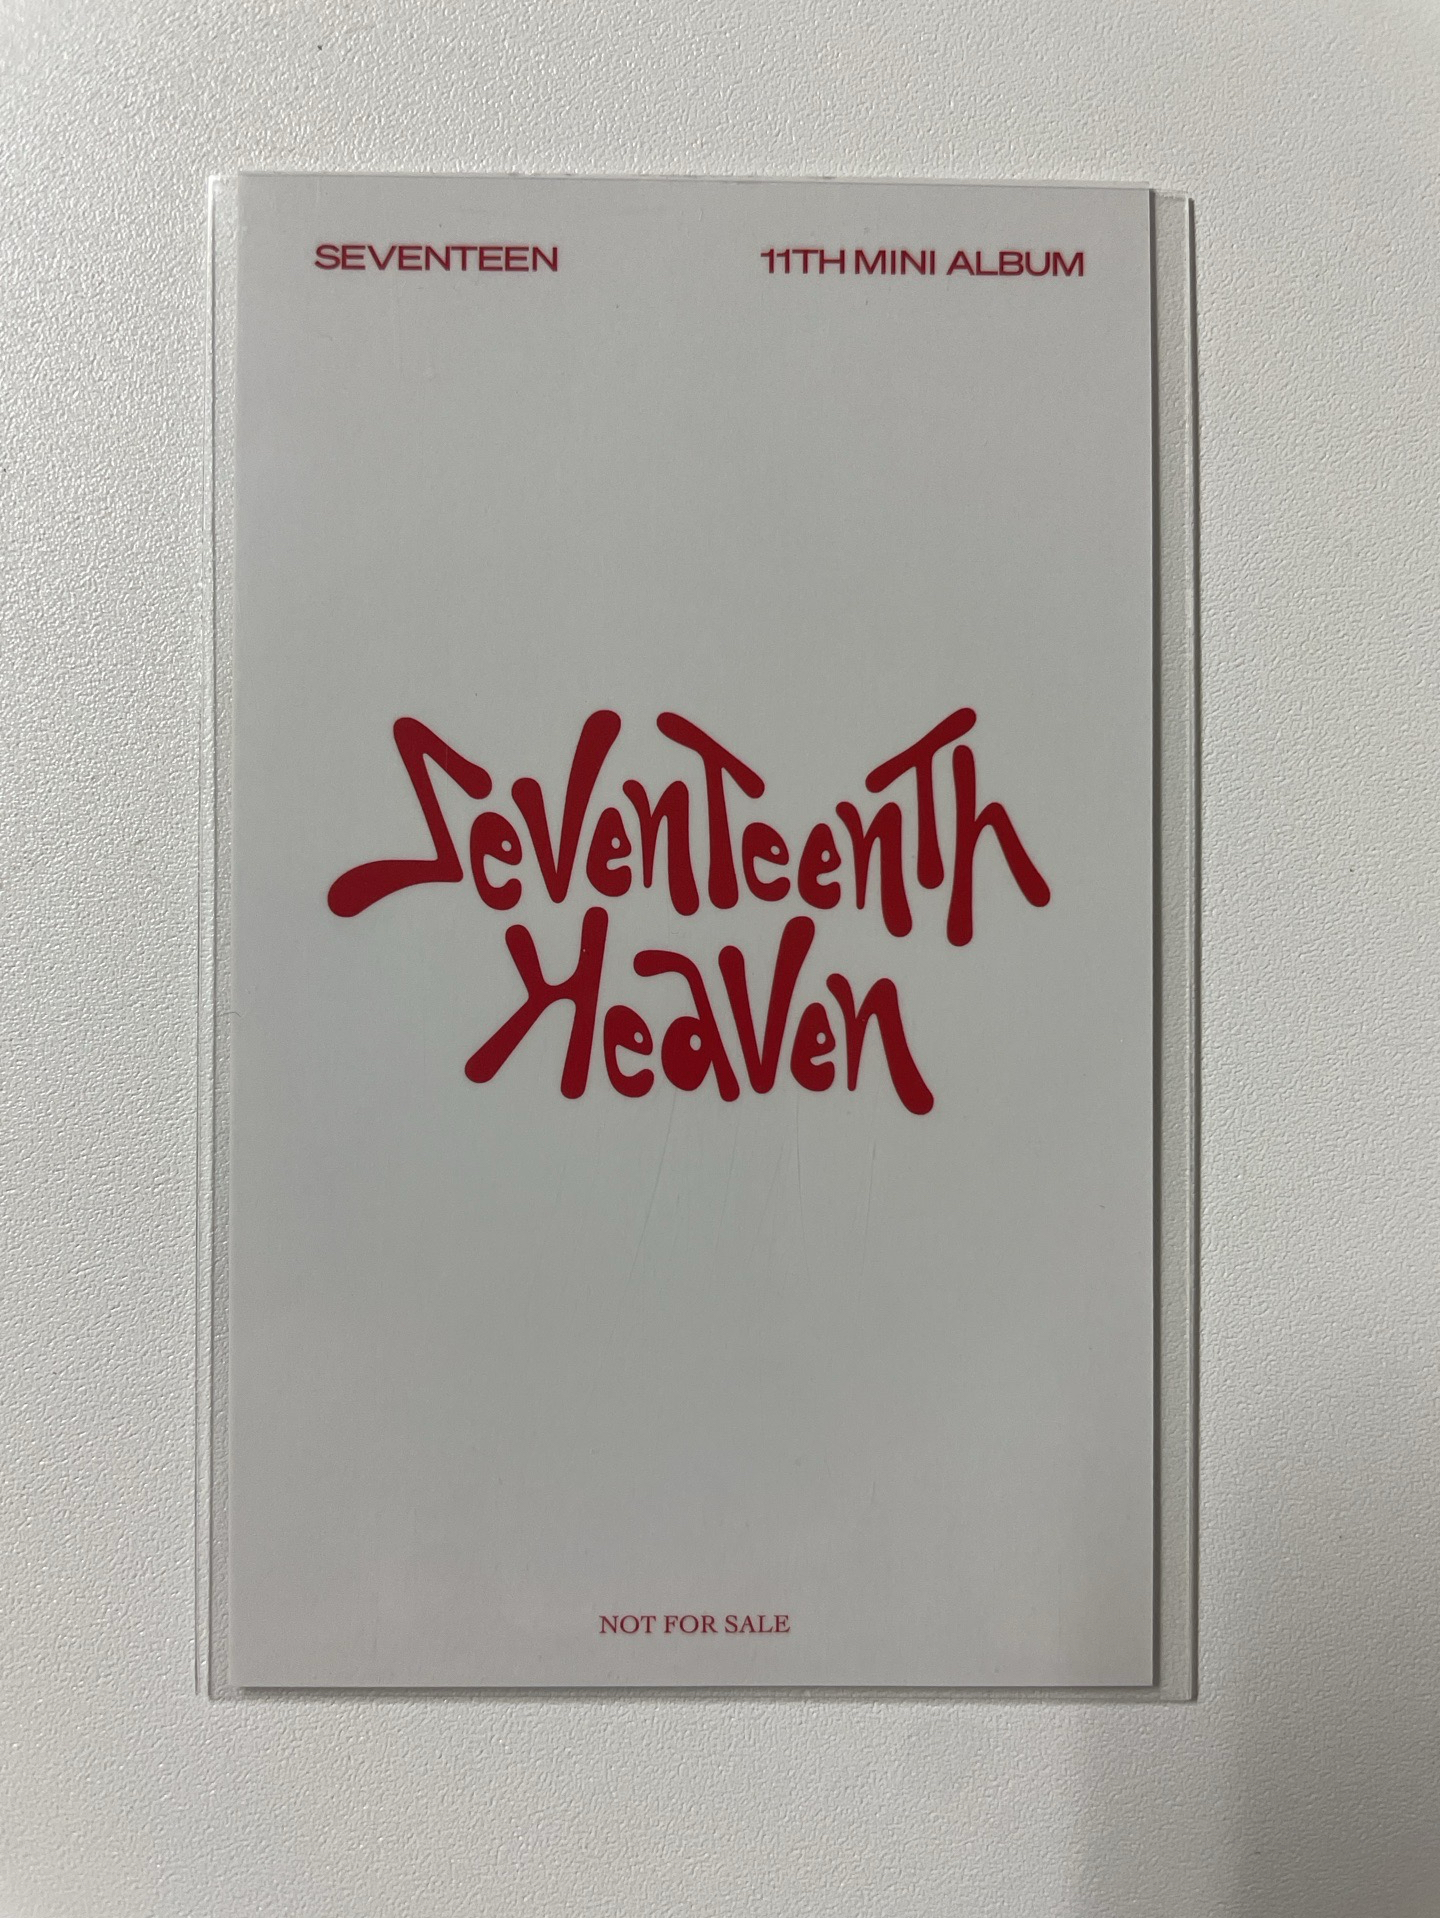 SEVENTEEN 11TH MINI ALBUM
SevenTeenTh
Heaven
NOT FOR SALE